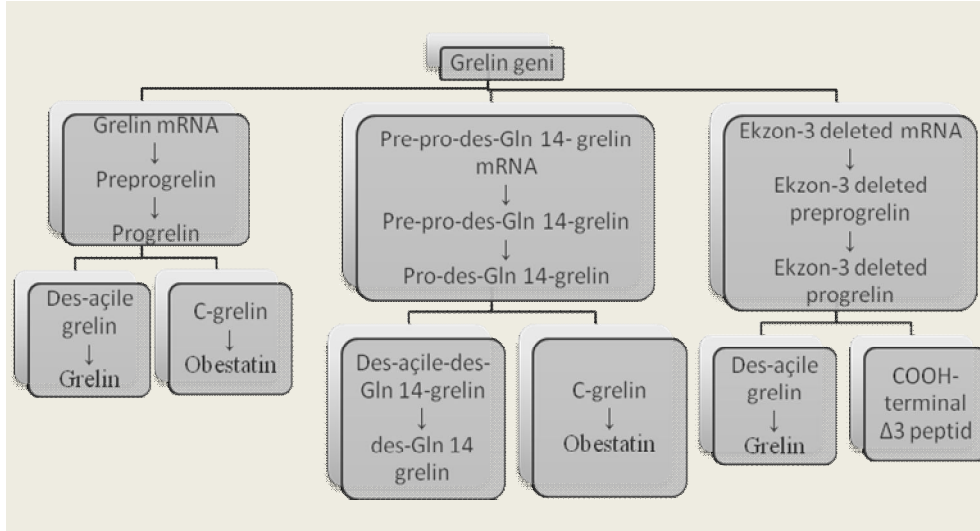 Grelin geni
Grelin mRNA
↓
Preprogrelin
↓
Progrelin
Pre-pro-des-Gln 14- grelin
mRNA
↓
Pre-pro-des-Gln 14-grelin
↓
Pro-des-Gln 14-grelin
Ekzon-3 deleted mRNA
↓
Ekzon-3 deleted
preprogrelin
↓
Ekzon-3 deleted
progrelin
Des-açile
grelin
↓
Grelin
C-grelin
↓
Obestatin
Des-açile-des-
Gln 14-grelin
↓
des-Gln 14
grelin
C-grelin
↓
Obestatin
Des-açile
grelin
↓
Grelin
COOH-
terminal
Δ3 peptid